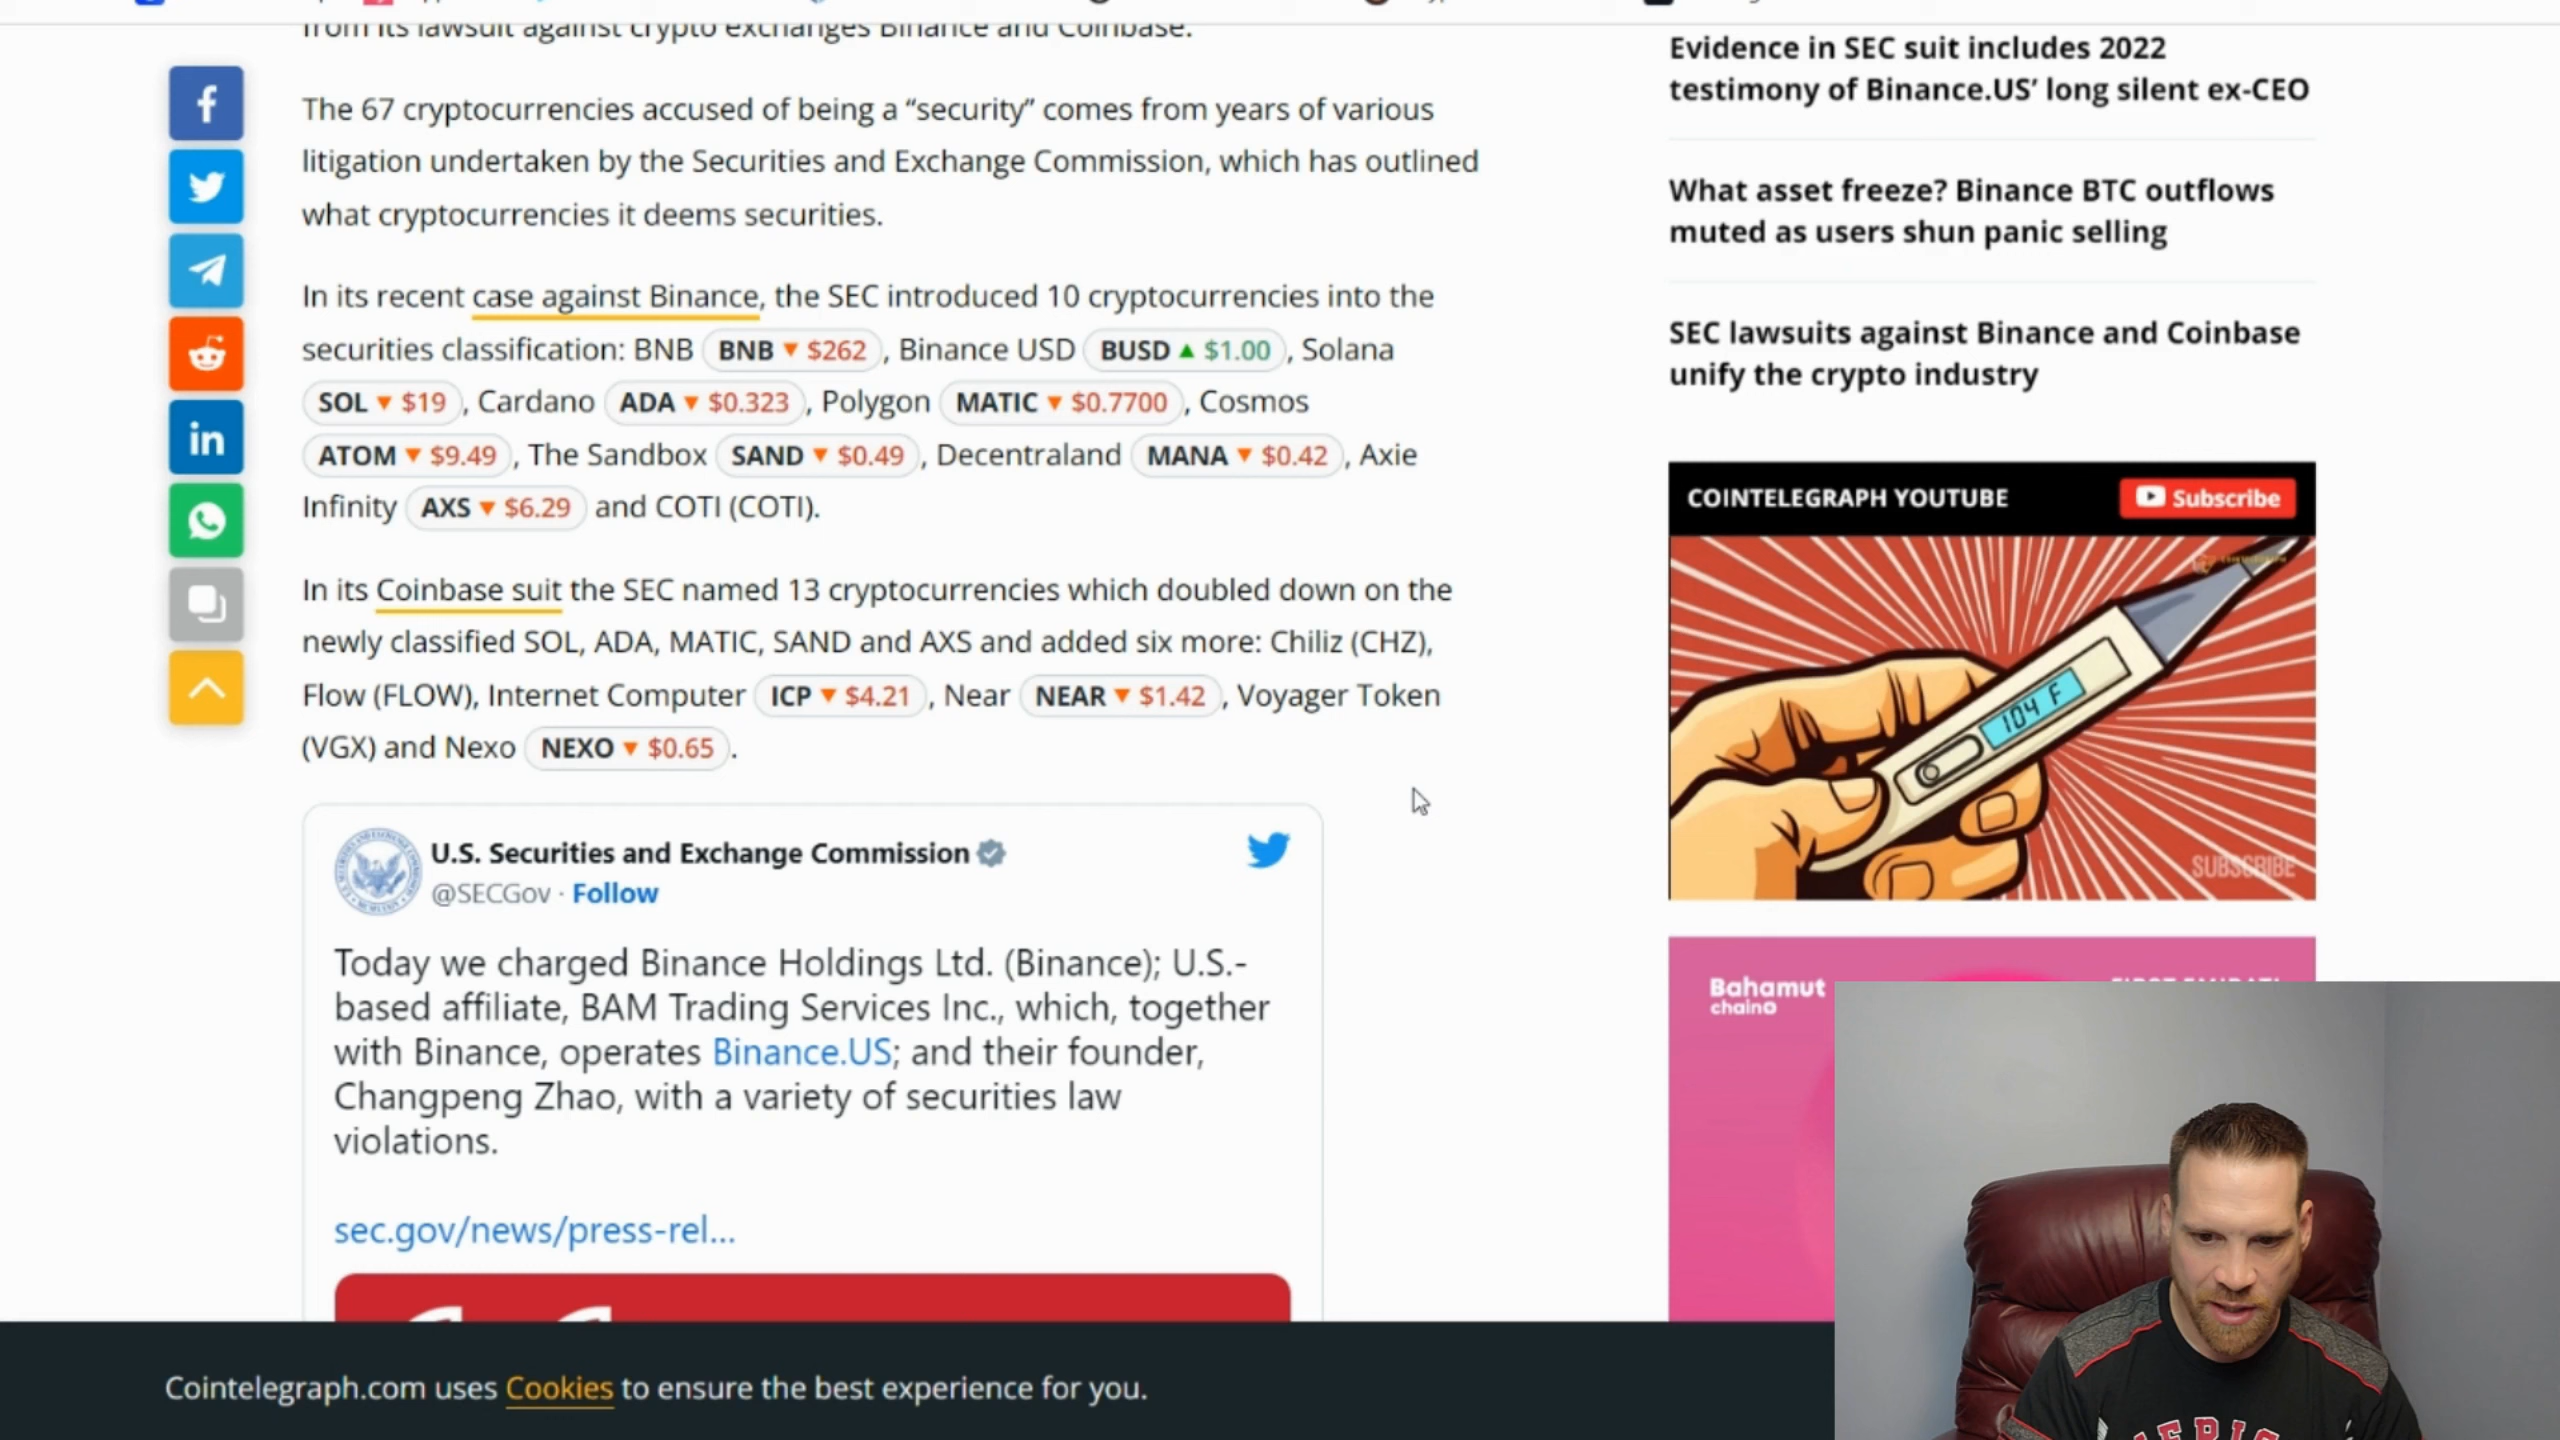 from its lawsuit against crypto exchanges Binance and Coinbase.
The 67 cryptocurrencies accused of being a “security” comes from years of various
litigation undertaken by the Securities and Exchange Commission, which has outlined
what cryptocurrencies it deems securities.
In its recent case against Binance, the SEC introduced 10 cryptocurrencies into the
securities classification: BNB BNB ▼ $262 , Binance USD BUSD ▲ $1.00 , Solana
SOL ▼ $19 , Cardano ADA ▼ $0.323 , Polygon MATIC ▼ $0.7700 , Cosmos
ATOM ▼ $9.49 , The Sandbox SAND ▼ $0.49 , Decentraland MANA ▼ $0.42 , Axie
Infinity AXS ▼ $6.29 and COTI (COTI).
In its Coinbase suit the SEC named 13 cryptocurrencies which doubled down on the
newly classified SOL, ADA, MATIC, SAND and AXS and added six more: Chiliz (CHZ),
Flow (FLOW), Internet Computer ICP ▼ $4.21 , Near NEAR ▼ $1.42 , Voyager Token
(VGX) and Nexo NEXO ▼ $0.65 .
U.S. Securities and Exchange Commission
@SECGov · Follow
Today we charged Binance Holdings Ltd. (Binance); U.S.-
based affiliate, BAM Trading Services Inc., which, together
with Binance, operates Binance.US; and their founder,
Changpeng Zhao, with a variety of securities law
violations.
sec.gov/news/press-rel...
Evidence in SEC suit includes 2022
testimony of Binance.US’ long silent ex-CEO
What asset freeze? Binance BTC outflows
muted as users shun panic selling
SEC lawsuits against Binance and Coinbase
unify the crypto industry
COINTELEGRAPH YOUTUBE
Subscribe
104 F
SUBSCRIBE
Bahamut
chain
Cointelegraph.com uses Cookies to ensure the best experience for you.